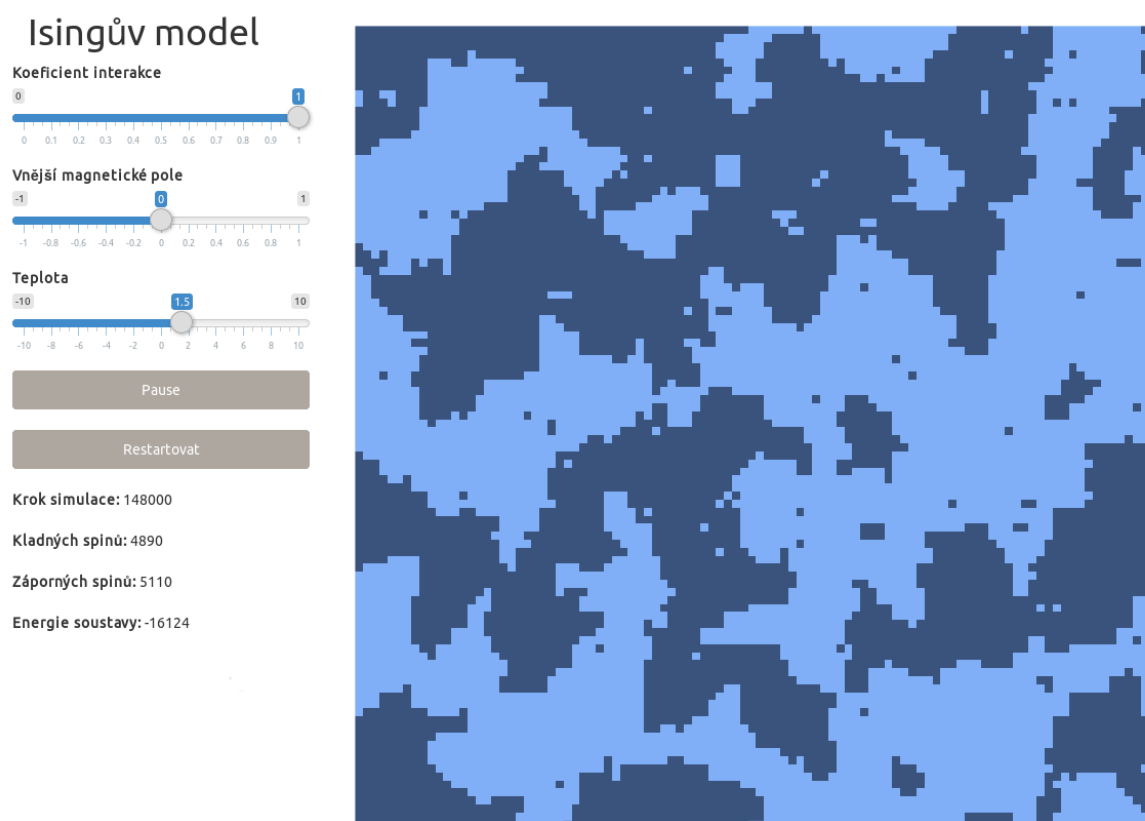 Isingův model
Koeficient interakce
0 1
0 0.1 0.2 0.3 0.4 0.5 0.6 0.7 0.8 0.9 1
Vnější magnetické pole
-1 0 1
-1 -0.8 -0.6 -0.4 -0.2 0 0.2 0.4 0.6 0.8 1
Teplota
-10 1.5 10
-10 -8 -6 -4 -2 0 2 4 6 8 10
Pause
Restartovat
Krok simulace: 148000
Kladných spinů: 4890
Záporných spinů: 5110
Energie soustavy: -16124